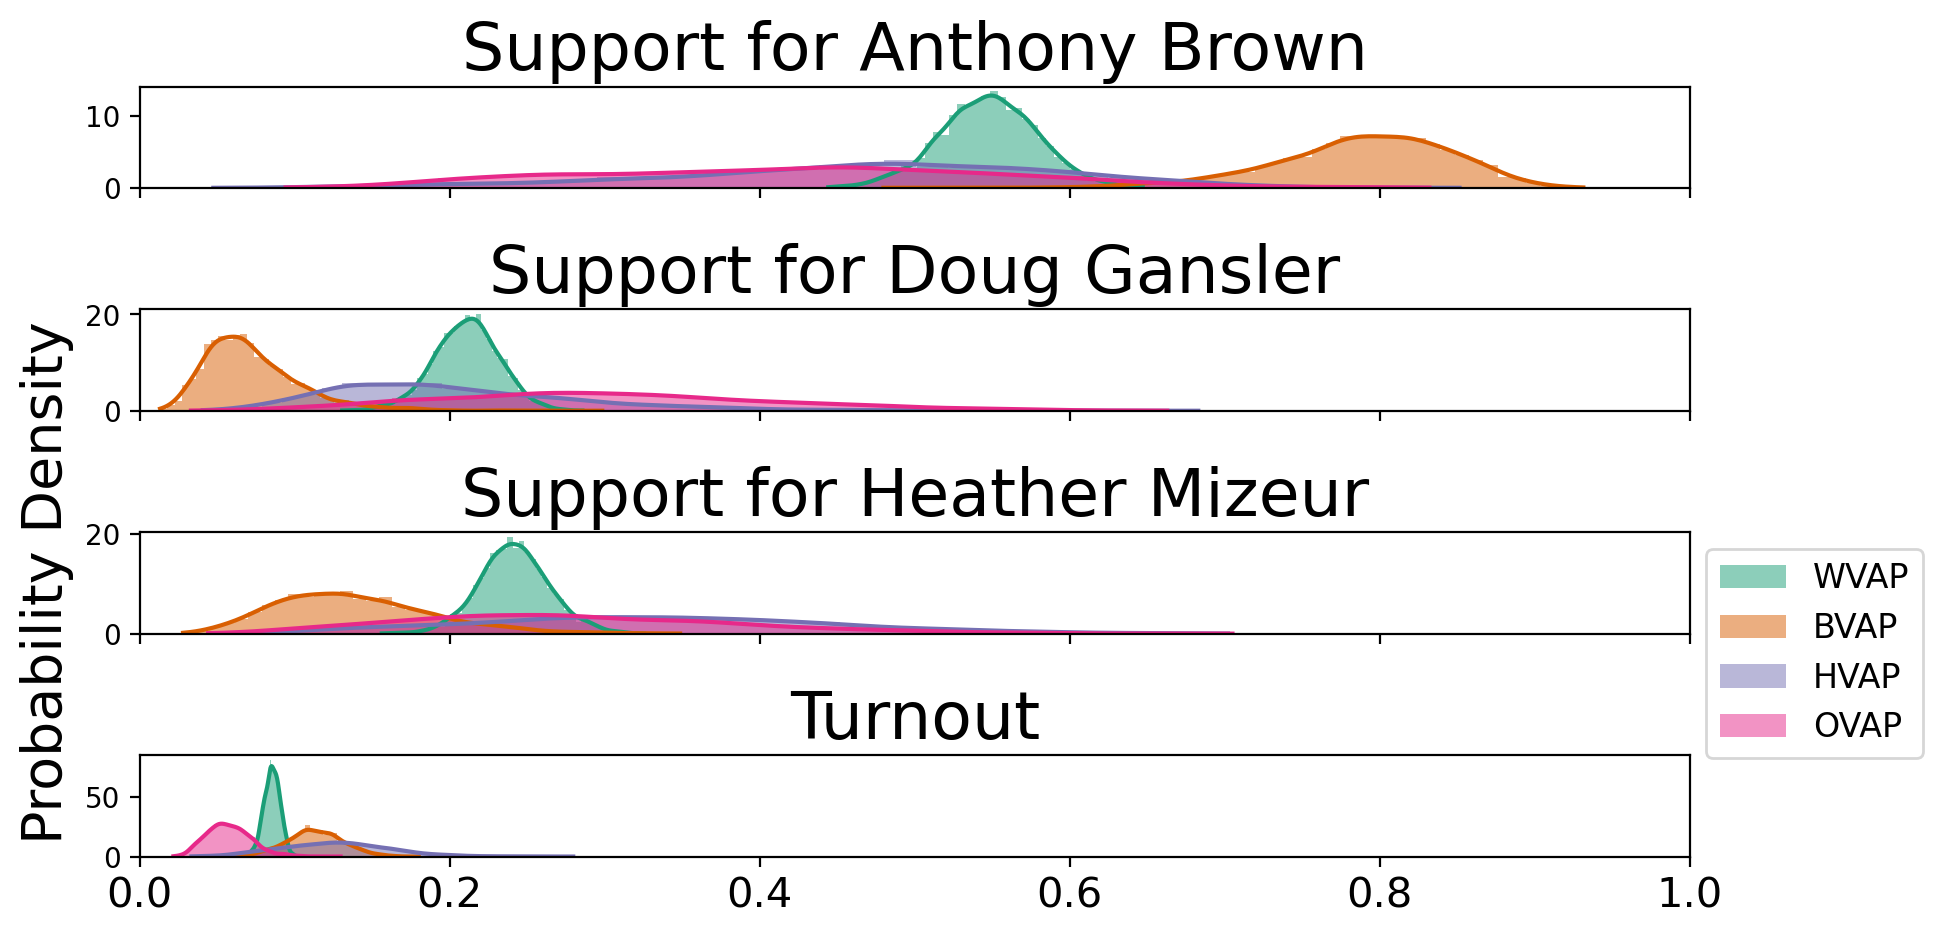 Support for Anthony Brown
10
0
Support for Doug Gansler
20
0
Support for Heather Mizeur
20
0
Turnout
50
0
0.0 0.2 0.4 0.6 0.8 1.0
Probability Density
WVAP
BVAP
HVAP
OVAP